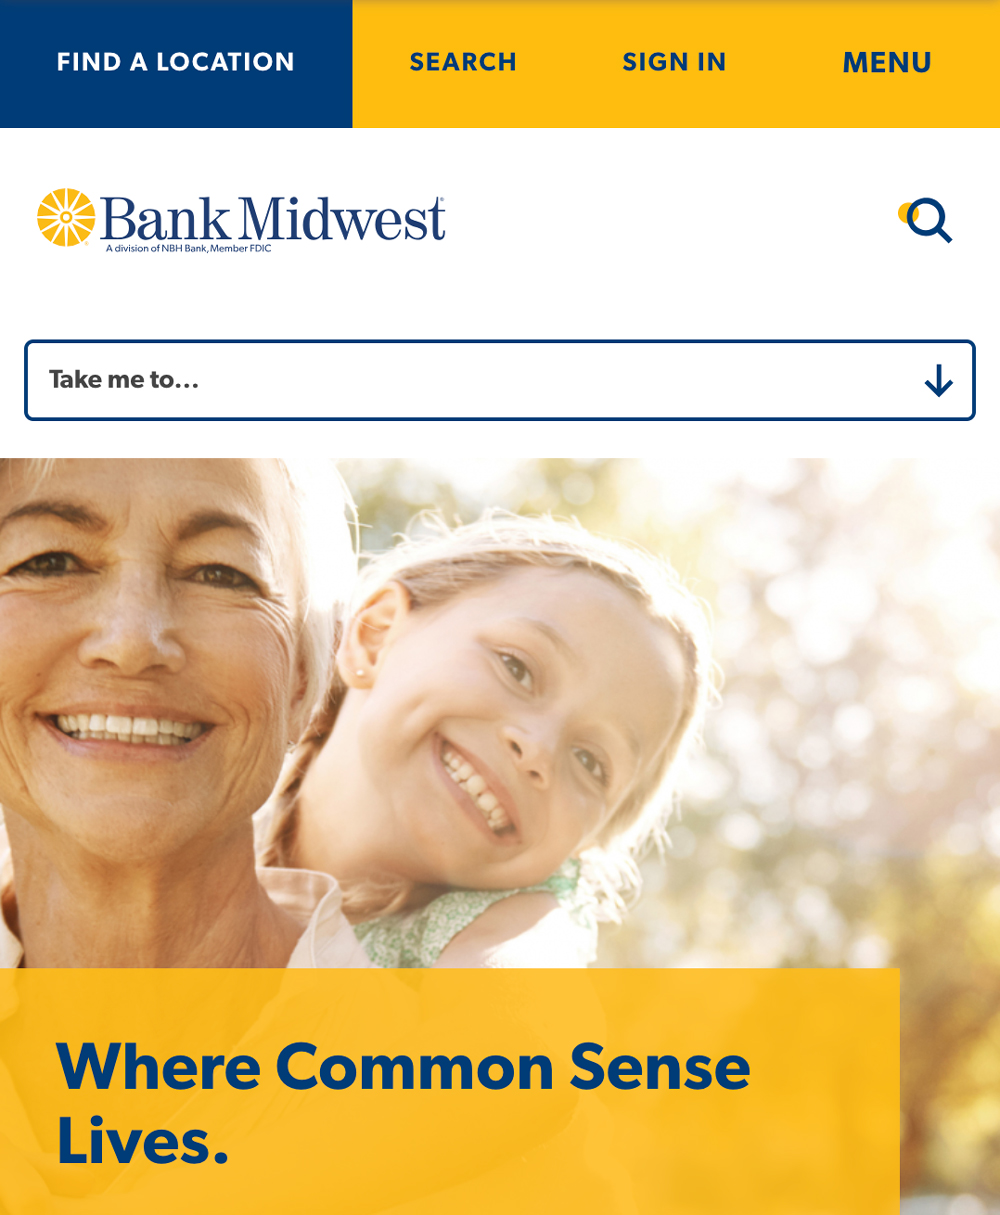 FIND A LOCATION
SEARCH
SIGN IN
MENU
Bank Midwest®
A division of NBH Bank, Member FDIC
Take me to...
Where Common Sense
Lives.